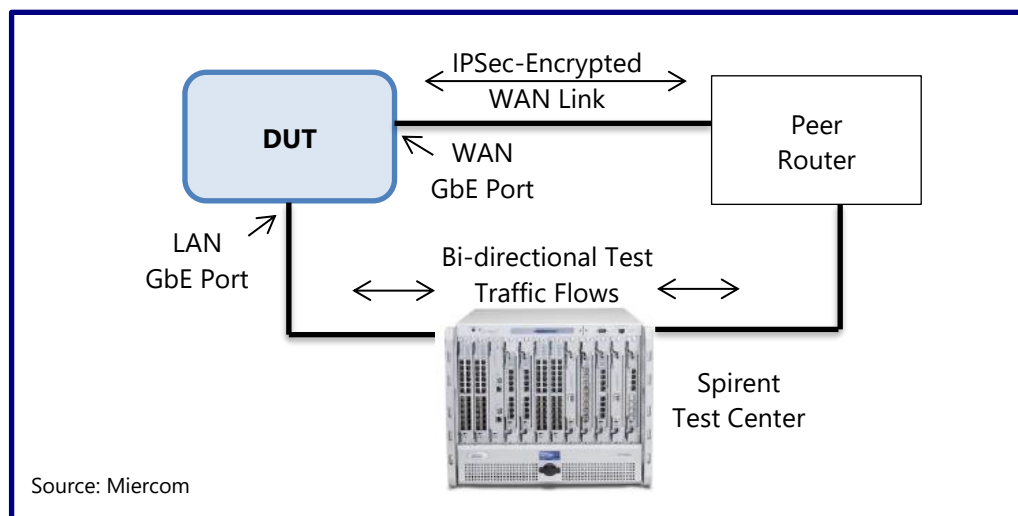 IPSec-Encrypted
WAN Link
DUT
Peer
Router
WAN
GbE Port
LAN
GbE Port
Bi-directional Test
Traffic Flows
Spirent
Test Center
Source: Miercom